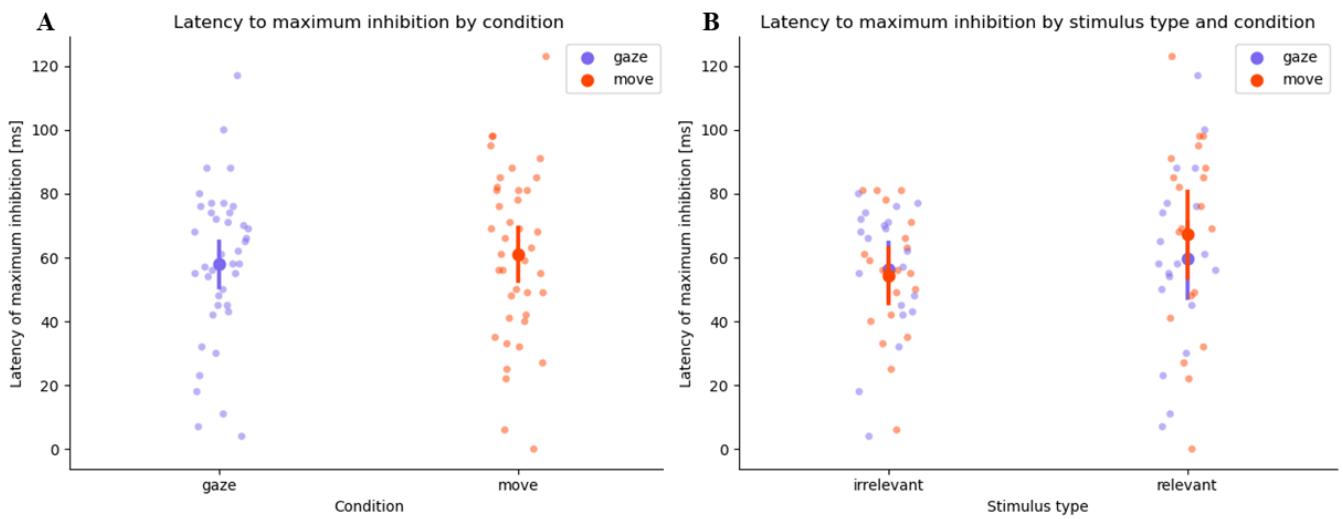 A
Latency to maximum inhibition by condition
gaze
move
Latency of maximum inhibition [ms]
120
100
80
60
40
20
0
gaze
move
Condition
B
Latency to maximum inhibition by stimulus type and condition
gaze
move
Latency of maximum inhibition [ms]
120
100
80
60
40
20
0
irrelevant
relevant
Stimulus type